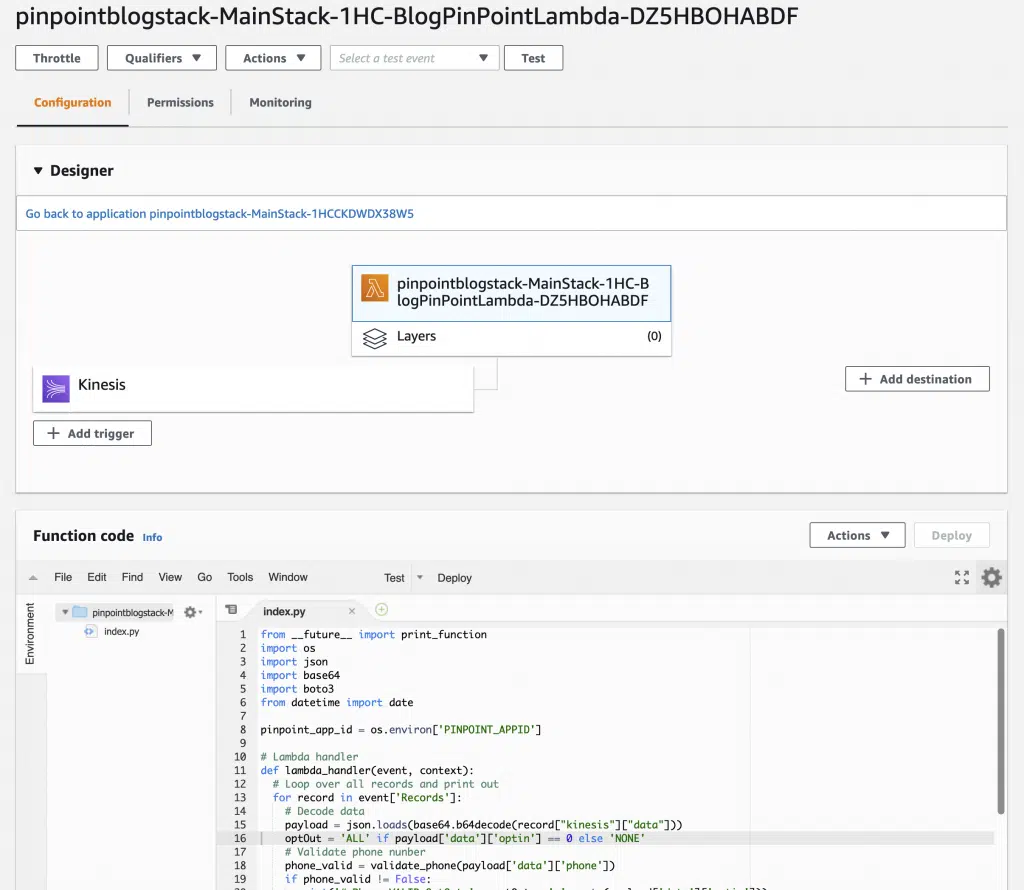 pinpointblogstack-MainStack-1HC-BlogPinPointLambda-DZ5HBOHABDF
Throttle Qualifiers Actions Select a test event Test
Configuration Permissions Monitoring
Designer
Go back to application pinpointblogstack-MainStack-1HCCKDWDX38W5
pinpointblogstack-MainStack-1HC-B
logPinPointLambda-DZ5HBOHABDF
Layers (0)
Kinesis
+ Add destination
+ Add trigger
Function code Info
Actions Deploy
File Edit Find View Go Tools Window Test Deploy
Environment
pinpointblogstack-M
index.py
index.py
1 from __future__ import print_function
2 import os
3 import json
4 import base64
5 import boto3
6 from datetime import date
7
8 pinpoint_app_id = os.environ['PINPOINT_APPID']
9
10 # Lambda handler
11 def lambda_handler(event, context):
12 # Loop over all records and print out
13 for record in event['Records']:
14 # Decode data
15 payload = json.loads(base64.b64decode(record["kinesis"]["data"]))
16 optOut = 'ALL' if payload['data']['optin'] == 0 else 'NONE'
17 # Validate phone nunber
18 phone_valid = validate_phone(payload['data']['phone'])
19 if phone_valid != False: